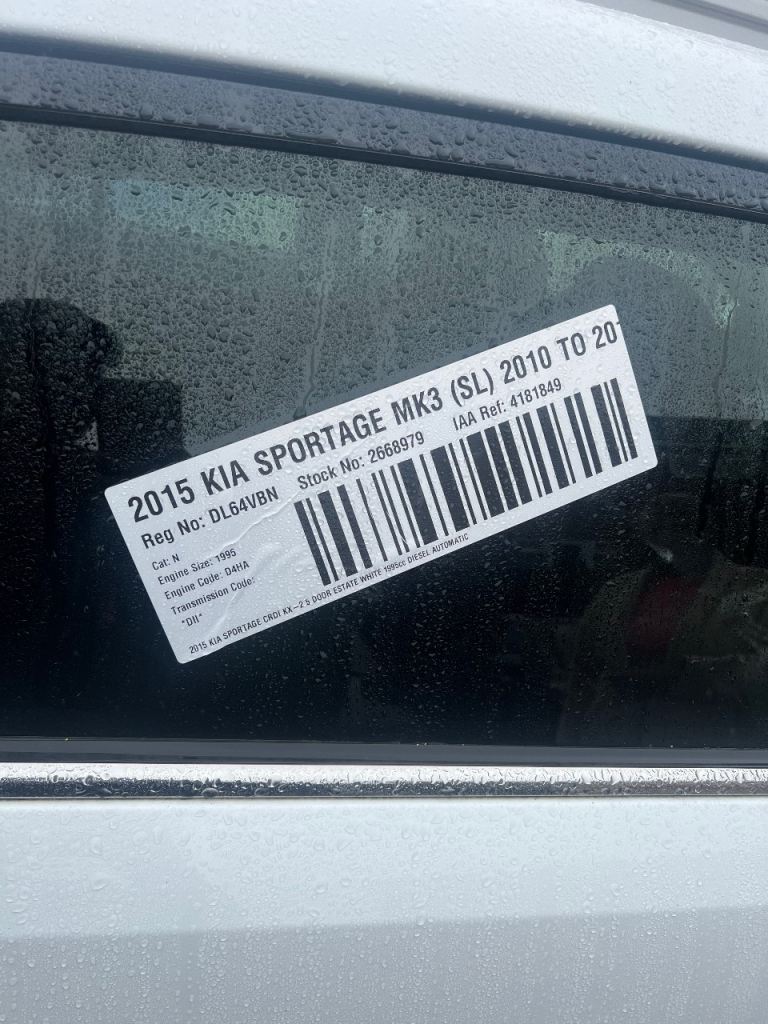 2015 KIA SPORTAGE MK3 (SL) 2010 TO
Reg No: DL64VBN Stock No: 2668979 IAA Ref: 4181849
Cat: N
Engine Size: 1995
Engine Code: D4HA
Transmission Code:
"DII"
2015 KIA SPORTAGE CRDI KX-2 5 DOOR ESTATE WHITE 1995cc DIESEL AUTOMATIC